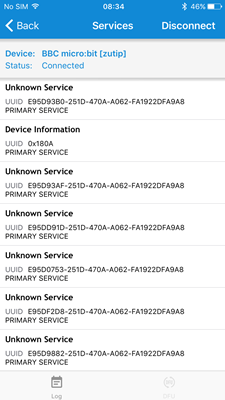 No SIM 08:34 46%
Back Services Disconnect
Device: BBC micro:bit [zutip]
Status: Connected
Unknown Service
UUID E95D93B0-251D-470A-A062-FA1922DFA9A8
PRIMARY SERVICE
Device Information
UUID 0x180A
PRIMARY SERVICE
Unknown Service
UUID E95D93AF-251D-470A-A062-FA1922DFA9A8
PRIMARY SERVICE
Unknown Service
UUID E95DD91D-251D-470A-A062-FA1922DFA9A8
PRIMARY SERVICE
Unknown Service
UUID E95D0753-251D-470A-A062-FA1922DFA9A8
PRIMARY SERVICE
Unknown Service
UUID E95DF2D8-251D-470A-A062-FA1922DFA9A8
PRIMARY SERVICE
Unknown Service
UUID E95D9882-251D-470A-A062-FA1922DFA9A8
PRIMARY SERVICE
Log DFU